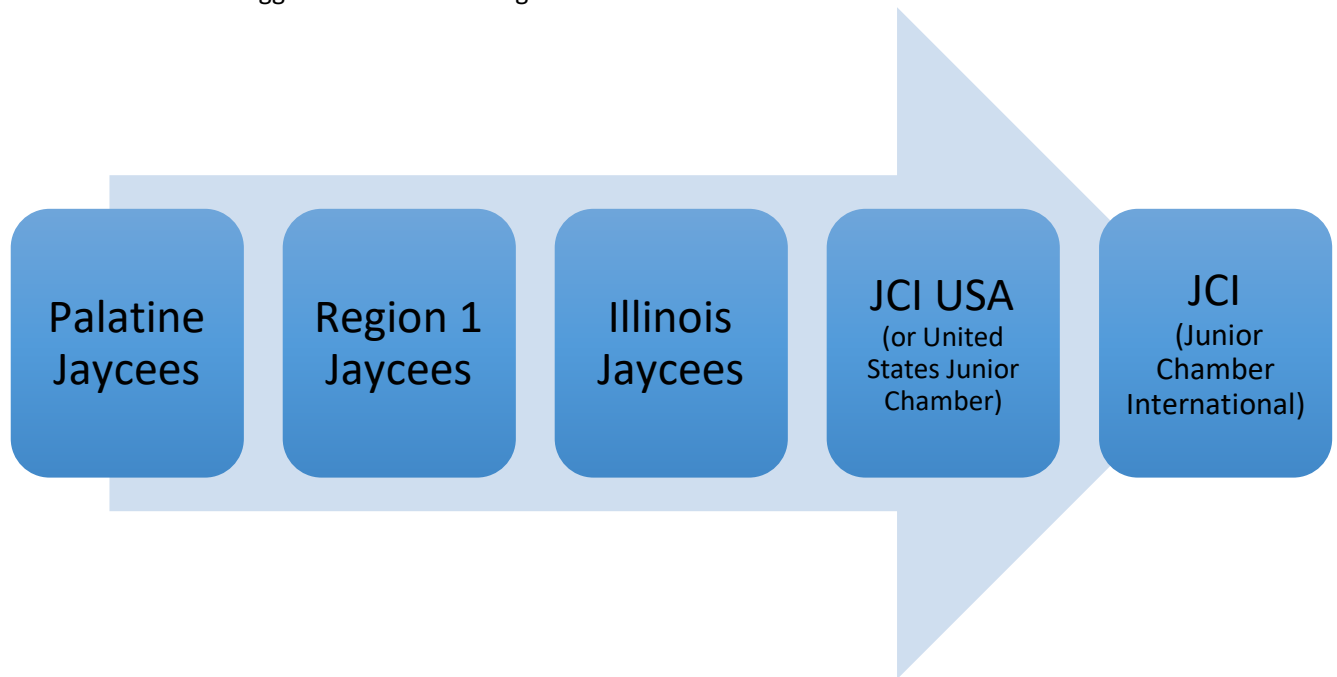 Palatine
Jaycees
Region 1
Jaycees
Illinois
Jaycees
JCI USA
(or United
States Junior
Chamber)
JCI
(Junior
Chamber
International)